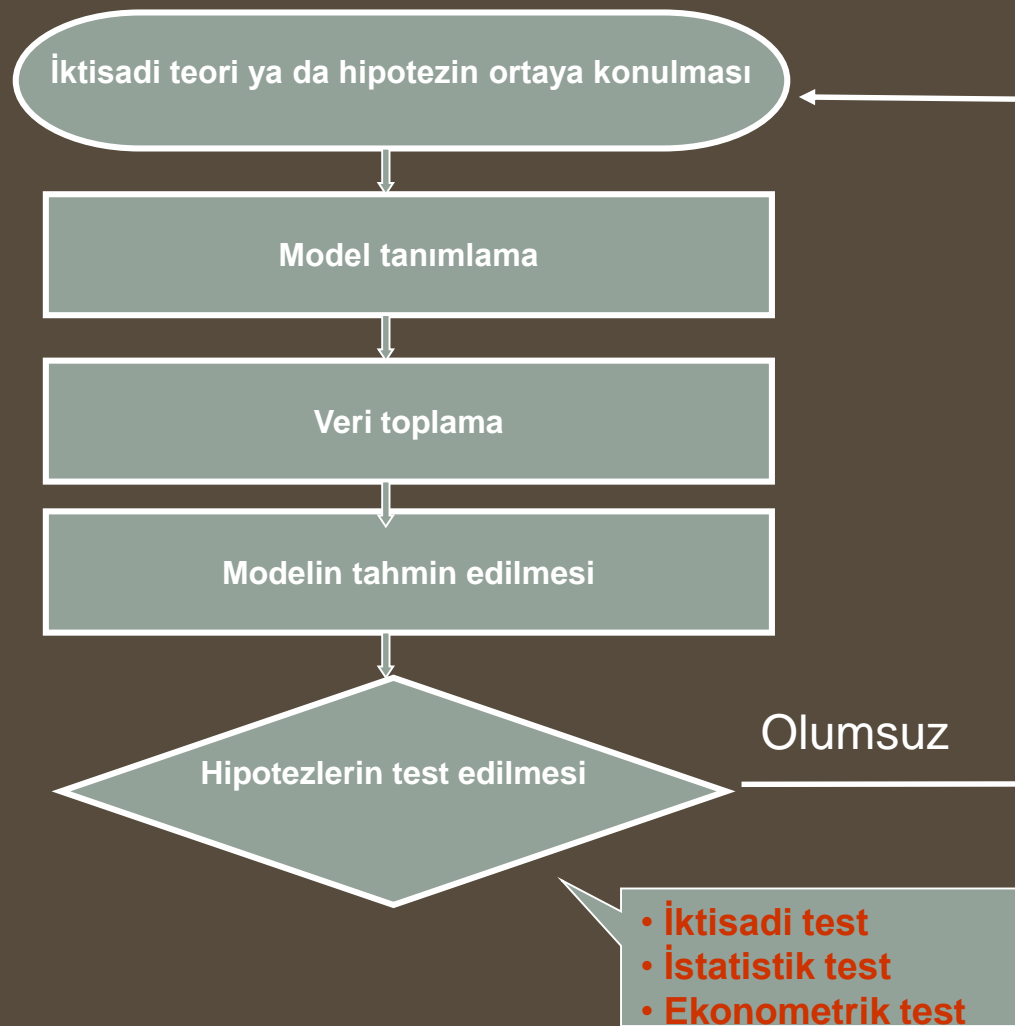 İktisadi teori ya da hipotezin ortaya konulması
Model tanımlama
Veri toplama
Modelin tahmin edilmesi
Olumsuz
Hipotezlerin test edilmesi
• İktisadi test
• İstatistik test
• Ekonometrik test